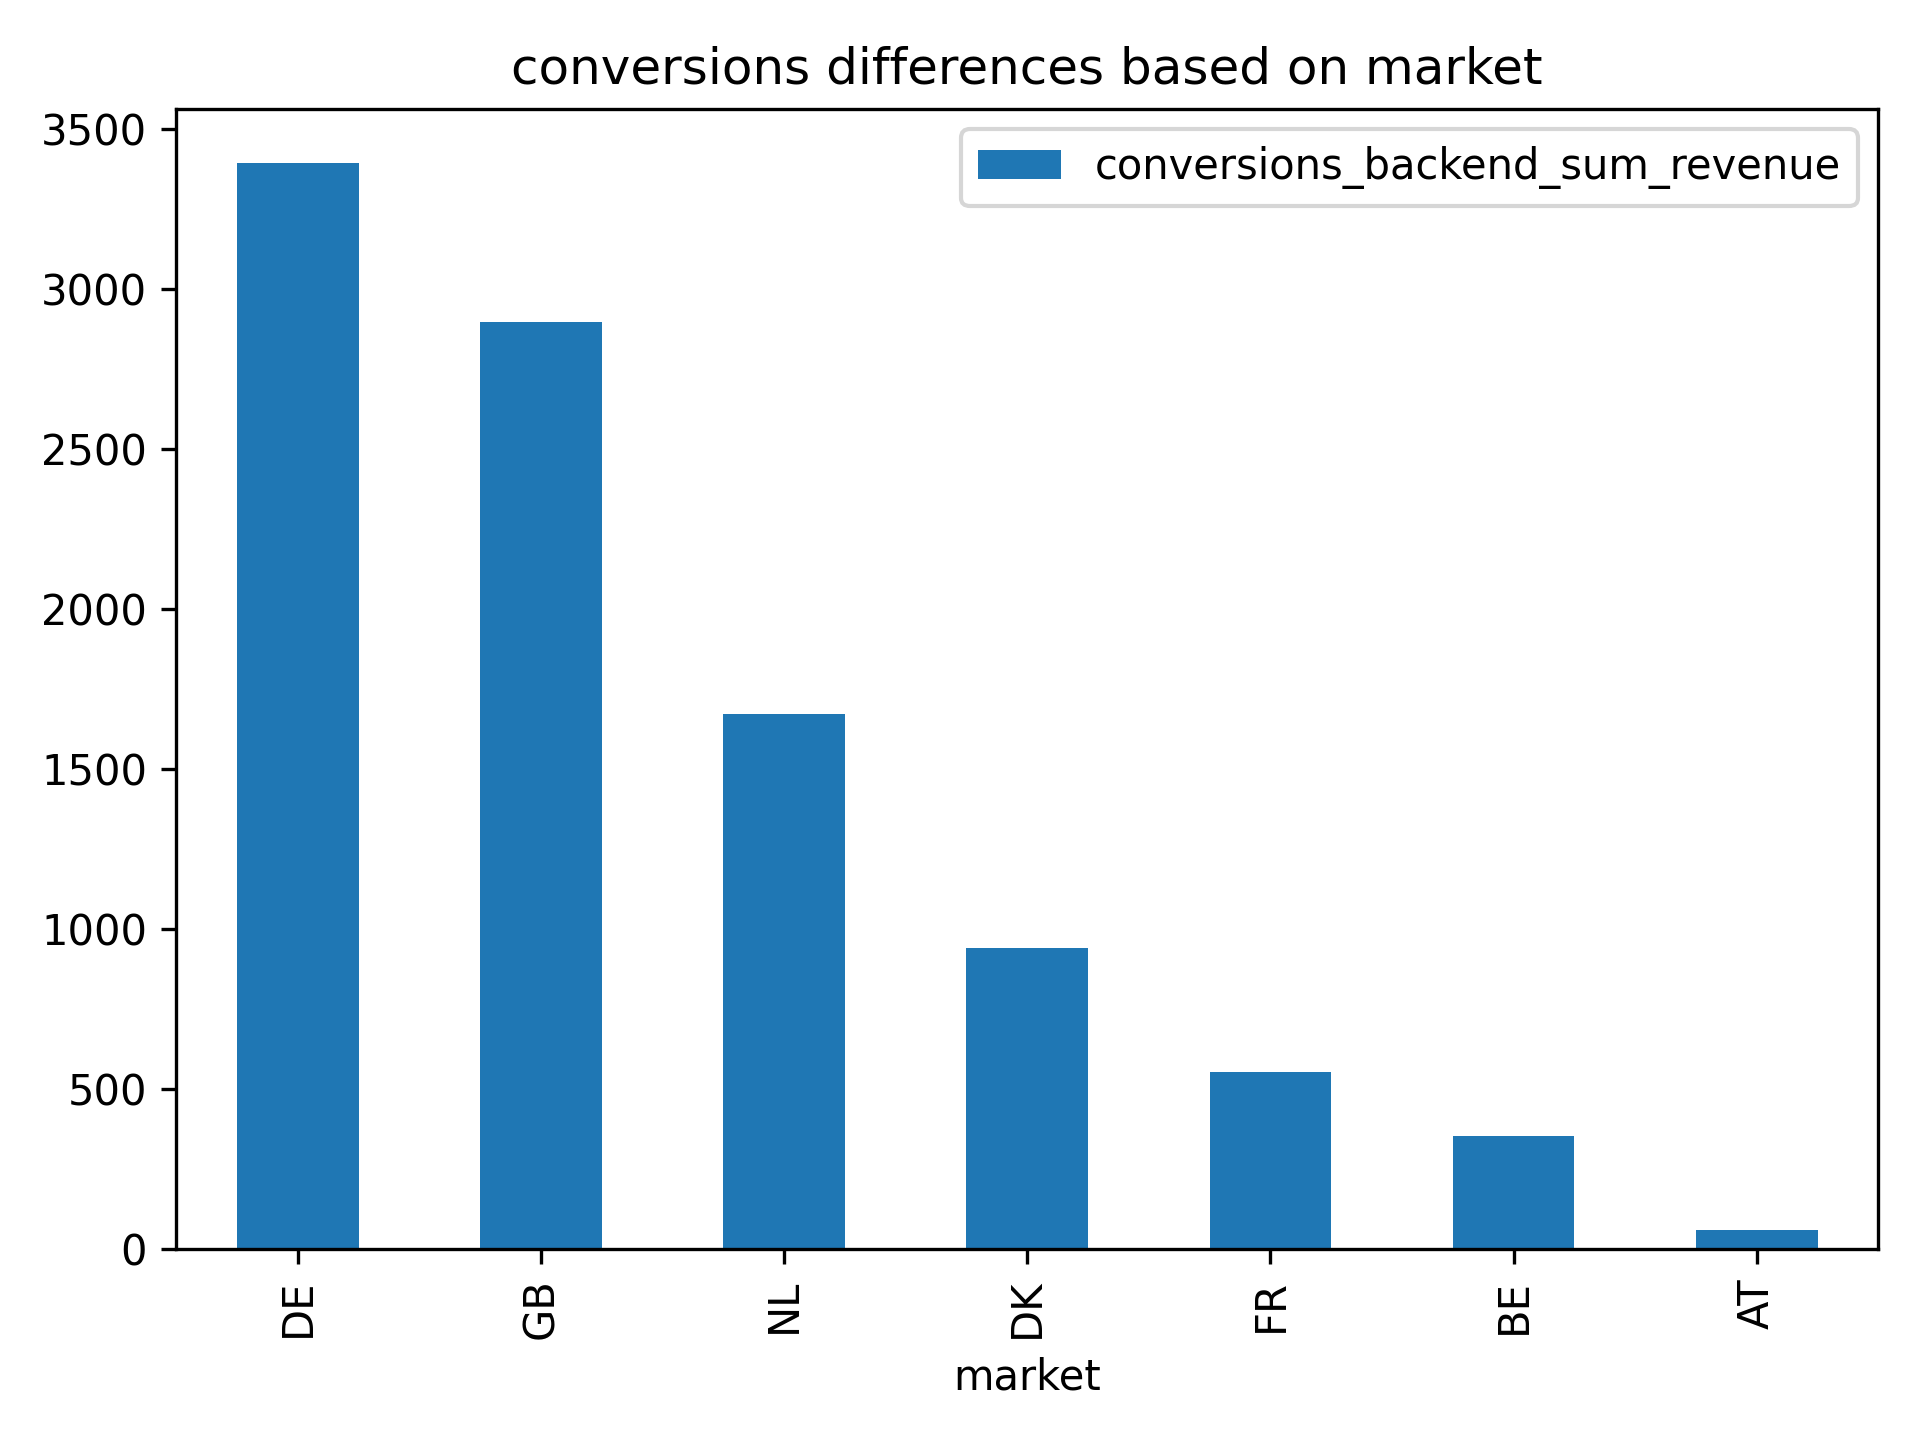 conversions differences based on market
conversions_backend_sum_revenue
3500
3000
2500
2000
1500
1000
500
0
DE
GB
NL
DK
FR
BE
AT
market